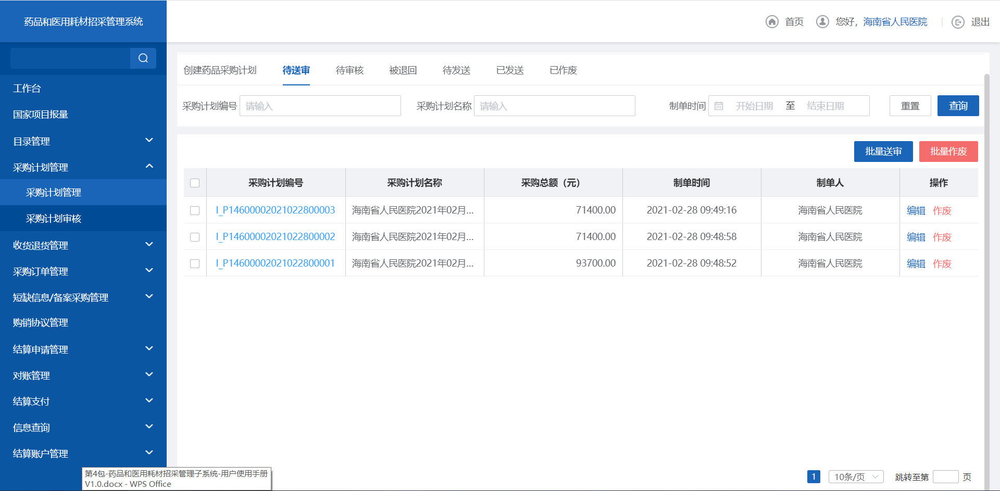 药品和医用耗材招采管理系统
首页
您好，海南省人民医院
退出
工作台
国家项目报量
目录管理
采购计划管理
采购计划管理
采购计划审核
收货退货管理
采购订单管理
短缺信息/备案采购管理
购销协议管理
结算申请管理
对账管理
结算支付
信息查询
结算账户管理
创建药品采购计划 待送审 待审核 被退回 待发送 已发送 已作废
采购计划编号 请输入 采购计划名称 请输入 制单时间 开始日期 至 结束日期 重置 查询
批量送审 批量作废
采购计划编号 采购计划名称 采购总额（元） 制单时间 制单人 操作
I_P14600002021022800003 海南省人民医院2021年02月... 71400.00 2021-02-28 09:49:16 海南省人民医院 编辑 作废
I_P14600002021022800002 海南省人民医院2021年02月... 71400.00 2021-02-28 09:48:58 海南省人民医院 编辑 作废
I_P14600002021022800001 海南省人民医院2021年02月... 93700.00 2021-02-28 09:48:52 海南省人民医院 编辑 作废
1 10条/页 跳转至第 页
第4包-药品和医用耗材招采管理子系统-用户使用手册
V1.0.docx - WPS Office